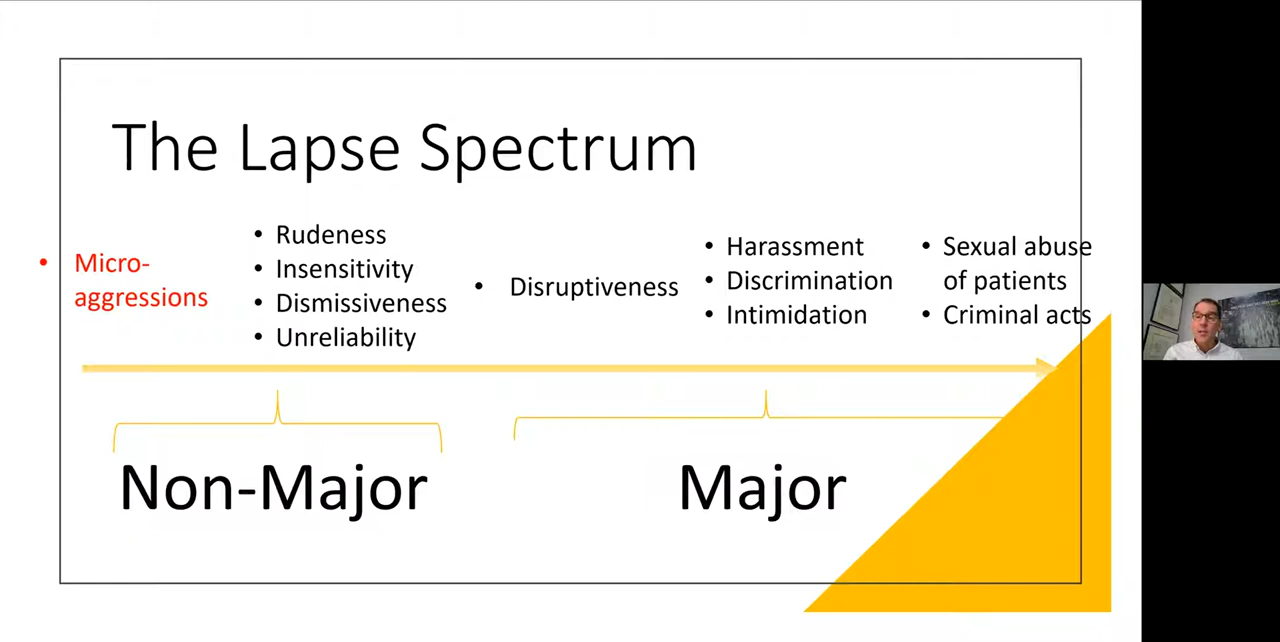 The Lapse Spectrum
• Micro-
aggressions
• Rudeness
• Insensitivity
• Dismissiveness
• Unreliability
• Disruptiveness
• Harassment
• Discrimination
• Intimidation
• Sexual abuse
of patients
• Criminal acts
Non-Major
Major